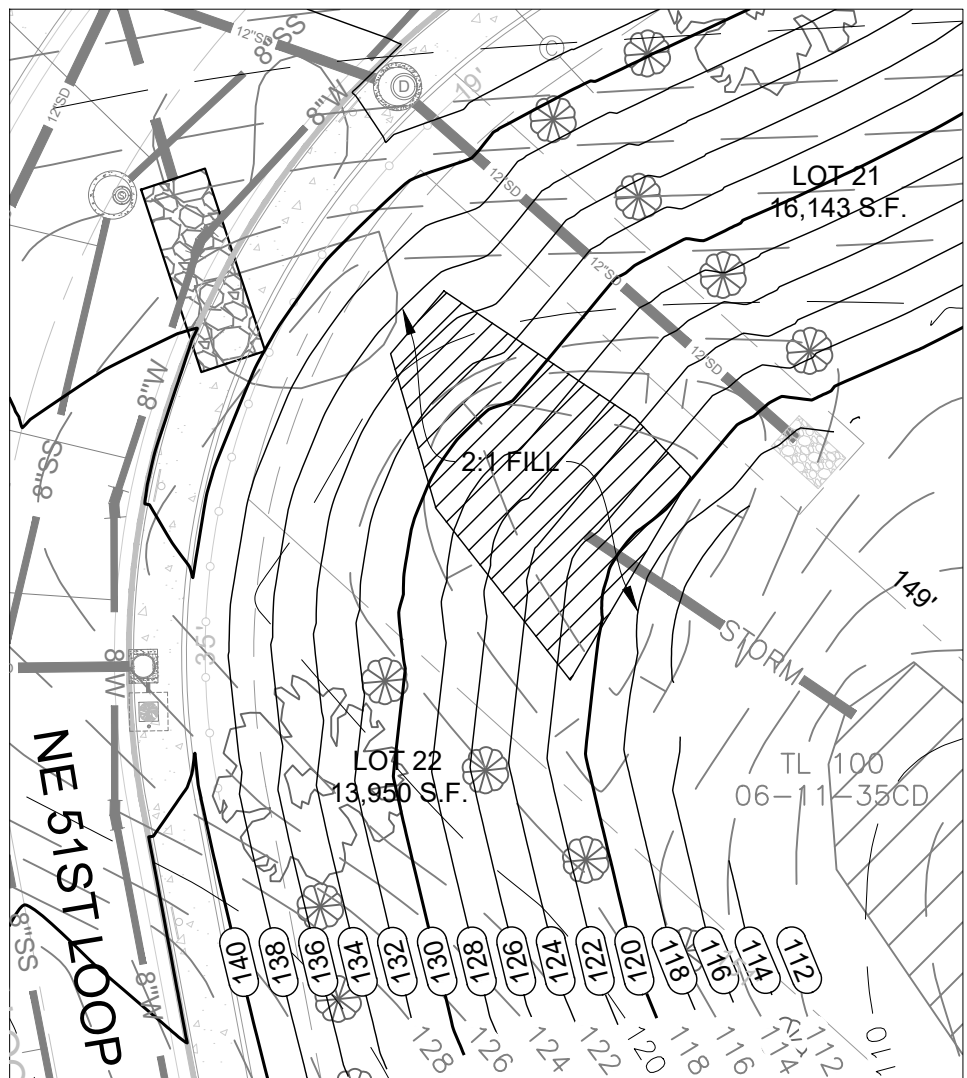 12"SD
8"SS
12"SD
8"W
19'
C
D
S
12"SD
LOT 21
16,143 S.F.
12"SD
12"SD
8"W
8"SS
2:1 FILL
149'
35'
STORM
8"W
LOT 22
13,950 S.F.
TL 100
06-11-35CD
NE 51ST LOOP
8"SS
8"W
140
138
136
134
132
130
128
126
124
122
120
118
116
114
112
128
126
124
122
120
118
116
114
112
110